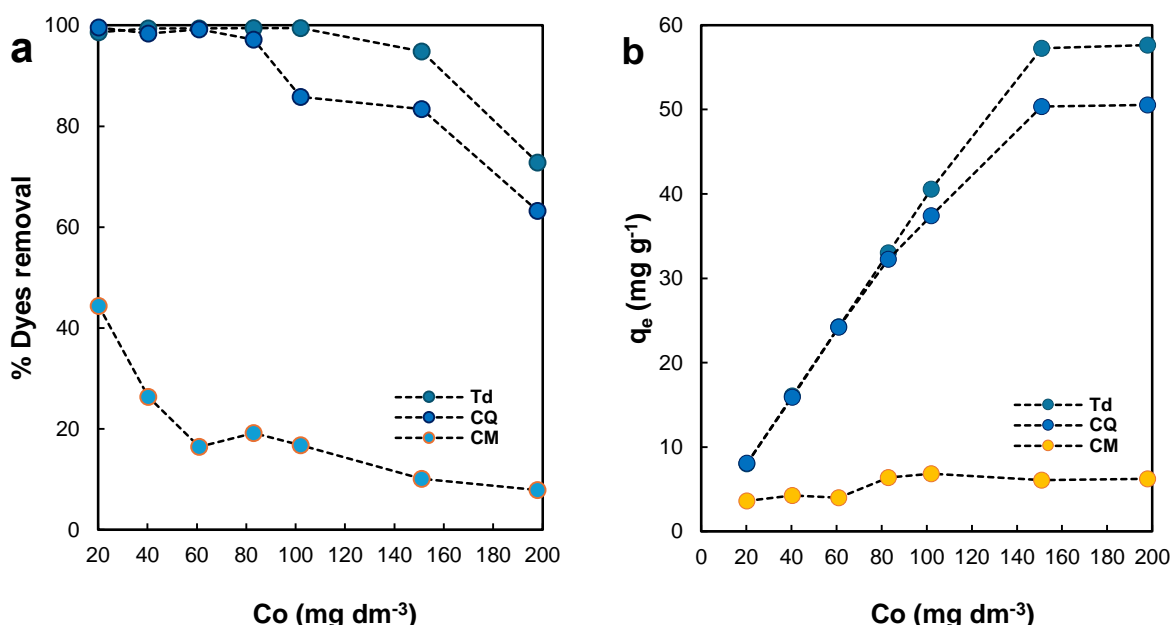 a
% Dyes removal
100
80
60
40
20
0
20 40 60 80 100 120 140 160 180 200
Co (mg dm⁻³)
Td
CQ
CM
b
qₑ (mg g⁻¹)
60
50
40
30
20
10
0
0 20 40 60 80 100 120 140 160 180 200
Co (mg dm⁻³)
Td
CQ
CM